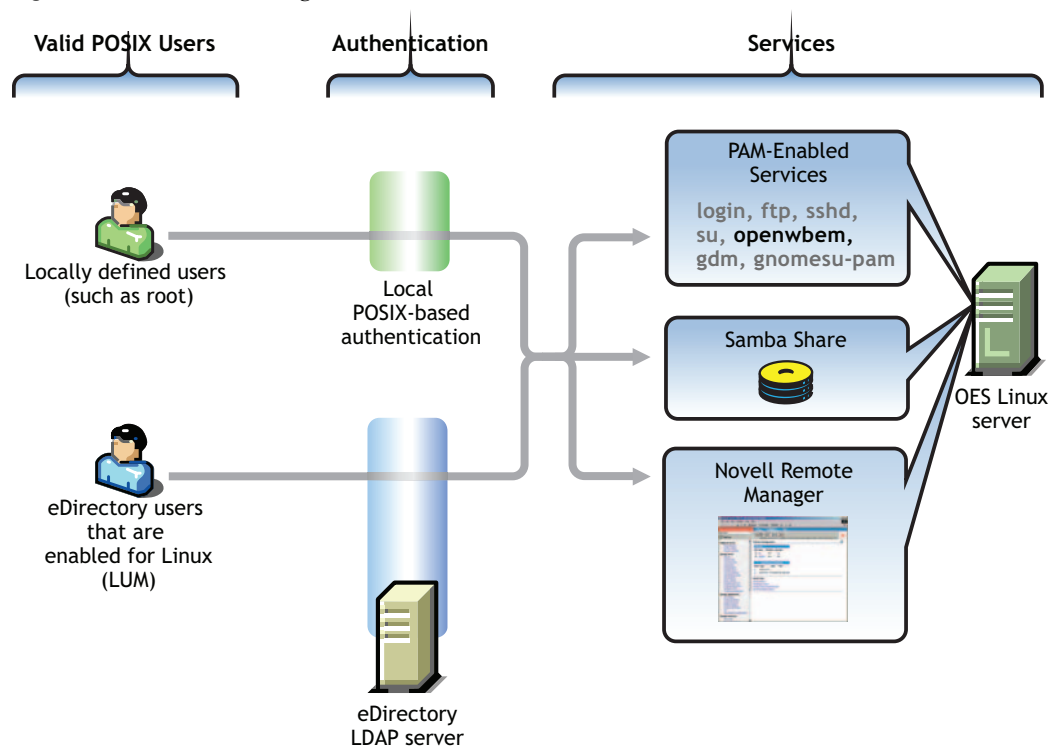 Valid POSIX Users
Authentication
Services
Locally defined users
(such as root)
Local
POSIX-based
authentication
PAM-Enabled
Services
login, ftp, sshd,
su, openwbem,
gdm, gnomesu-pam
Samba Share
OES Linux
server
eDirectory users
that are
enabled for Linux
(LUM)
Novell Remote
Manager
eDirectory
LDAP server